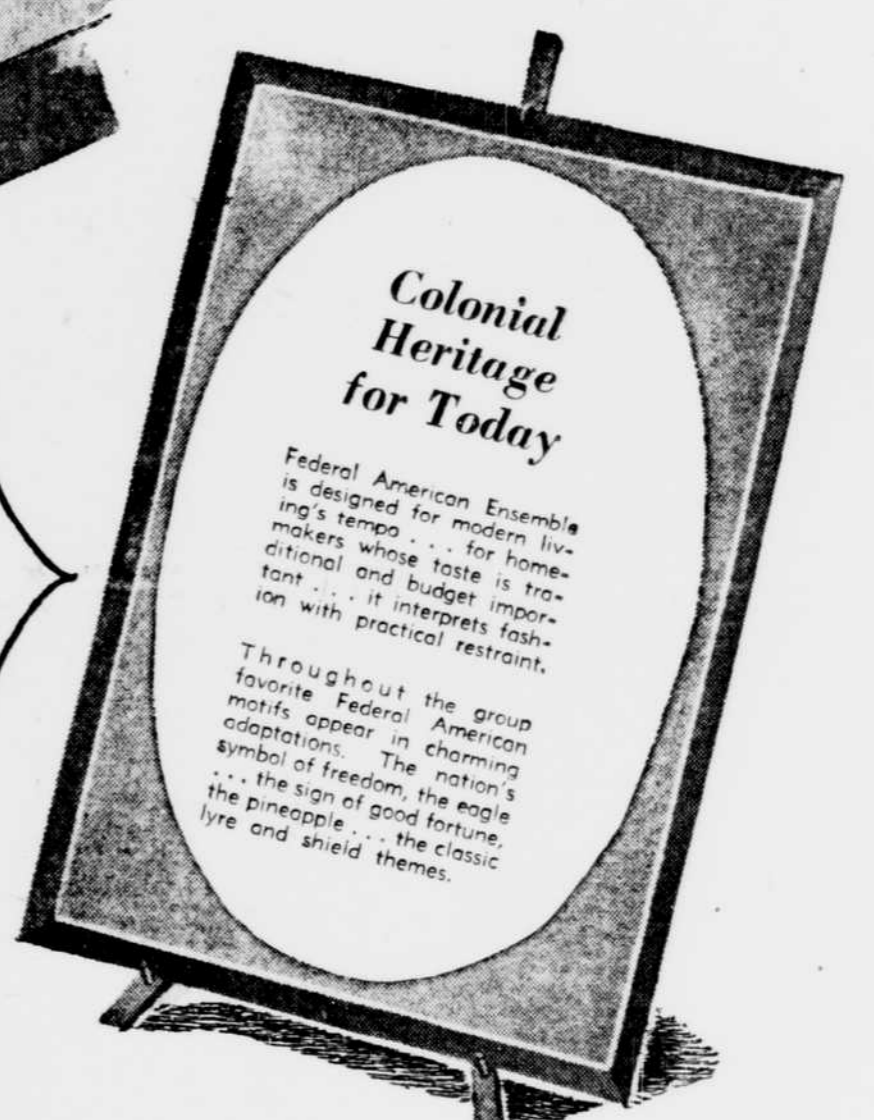 Colonial
Heritage
for Today
Federal American Ensemble
is designed for modern liv-
ing's tempo . . . for home-
makers whose taste is tra-
ditional and budget impor-
tant . . . it interprets fash-
ion with practical restraint.
Throughout the group
favorite Federal American
motifs appear in charming
adaptations. The nation's
symbol of freedom, the eagle
. . . the sign of good fortune,
the pineapple . . . the classic
lyre and shield themes.